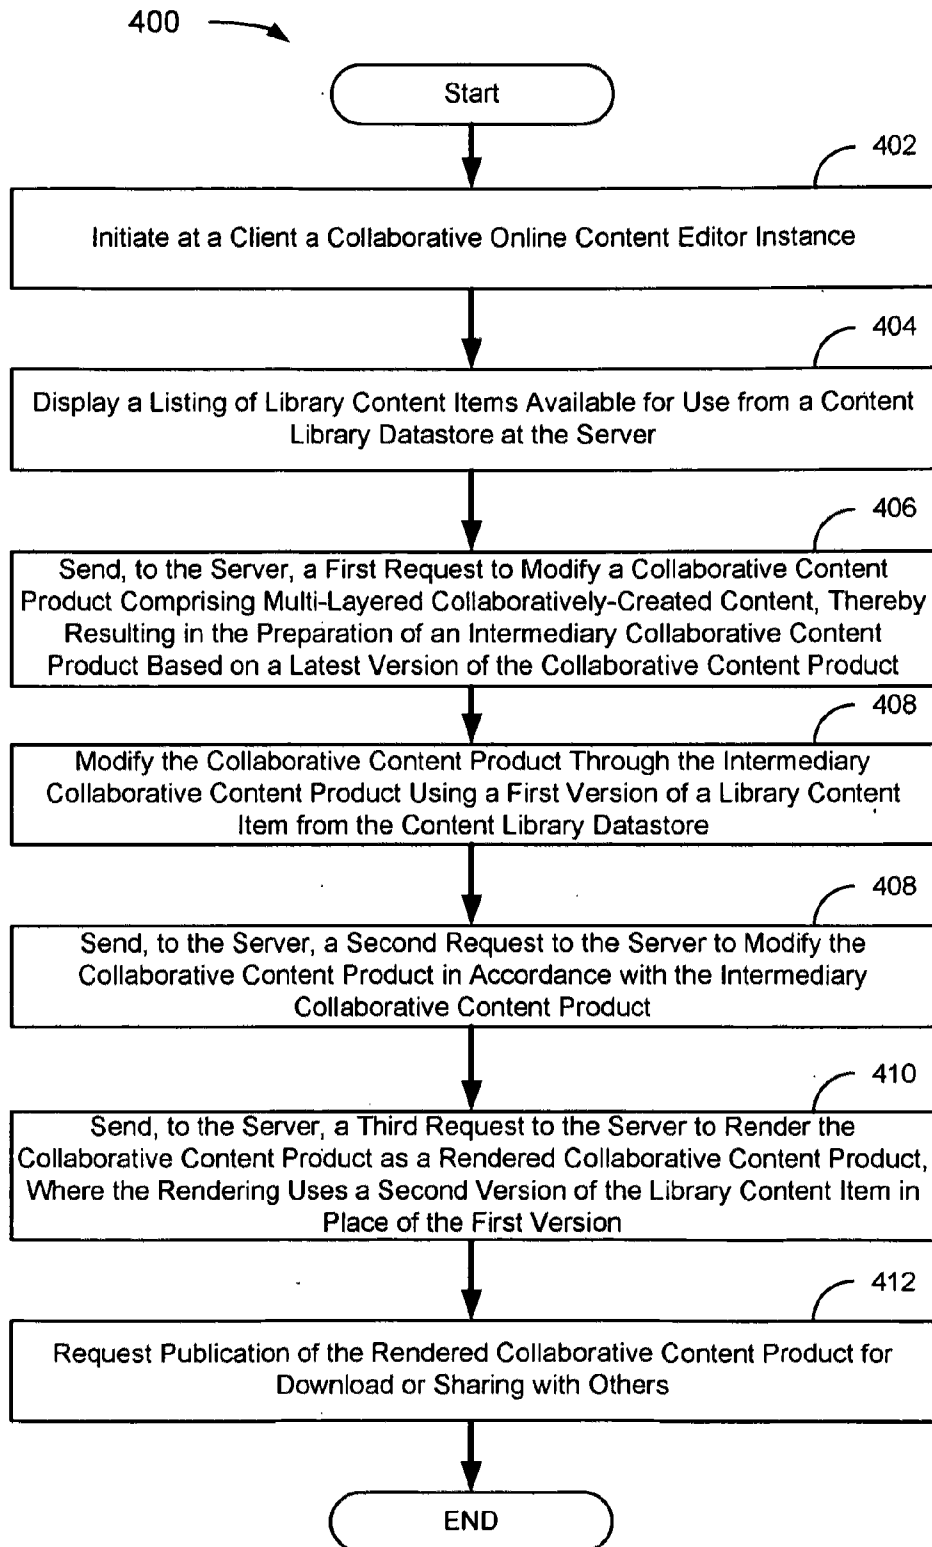 400
Start
402
Initiate at a Client a Collaborative Online Content Editor Instance
404
Display a Listing of Library Content Items Available for Use from a Content
Library Datastore at the Server
406
Send, to the Server, a First Request to Modify a Collaborative Content
Product Comprising Multi-Layered Collaboratively-Created Content, Thereby
Resulting in the Preparation of an Intermediary Collaborative Content
Product Based on a Latest Version of the Collaborative Content Product
408
Modify the Collaborative Content Product Through the Intermediary
Collaborative Content Product Using a First Version of a Library Content
Item from the Content Library Datastore
408
Send, to the Server, a Second Request to the Server to Modify the
Collaborative Content Product in Accordance with the Intermediary
Collaborative Content Product
410
Send, to the Server, a Third Request to the Server to Render the
Collaborative Content Product as a Rendered Collaborative Content Product,
Where the Rendering Uses a Second Version of the Library Content Item in
Place of the First Version
412
Request Publication of the Rendered Collaborative Content Product for
Download or Sharing with Others
END